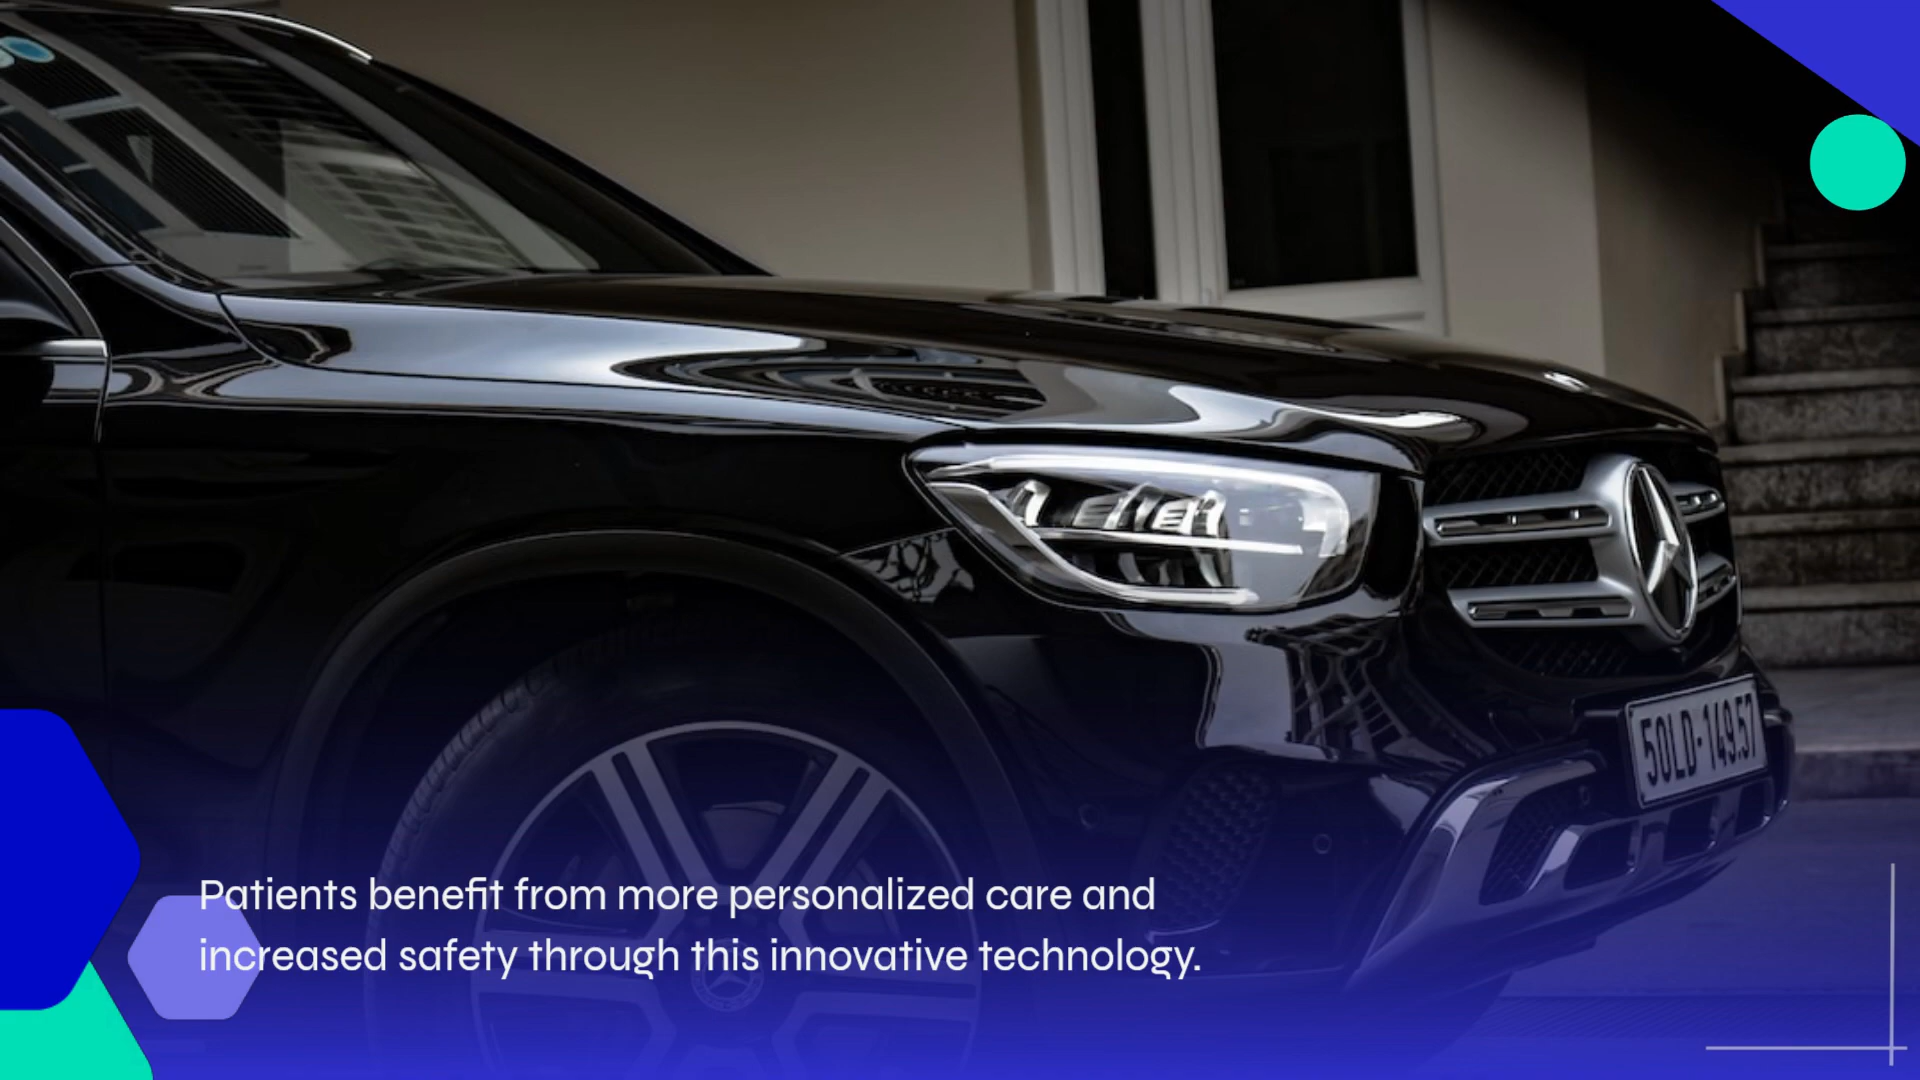 50LD-149.57
Patients benefit from more personalized care and
increased safety through this innovative technology.